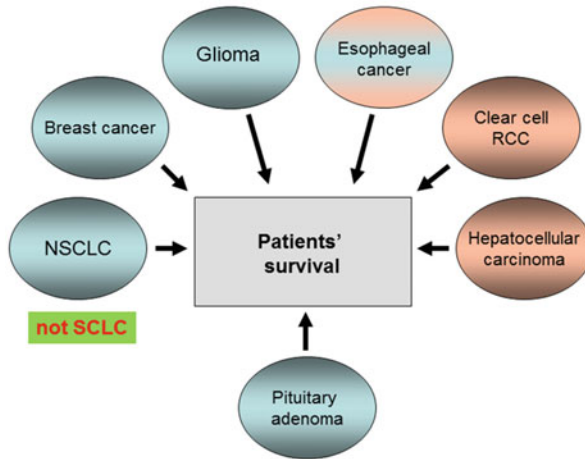 Glioma
Esophageal
cancer
Breast cancer
Clear cell
RCC
NSCLC
Patients’
survival
Hepatocellular
carcinoma
not SCLC
Pituitary
adenoma